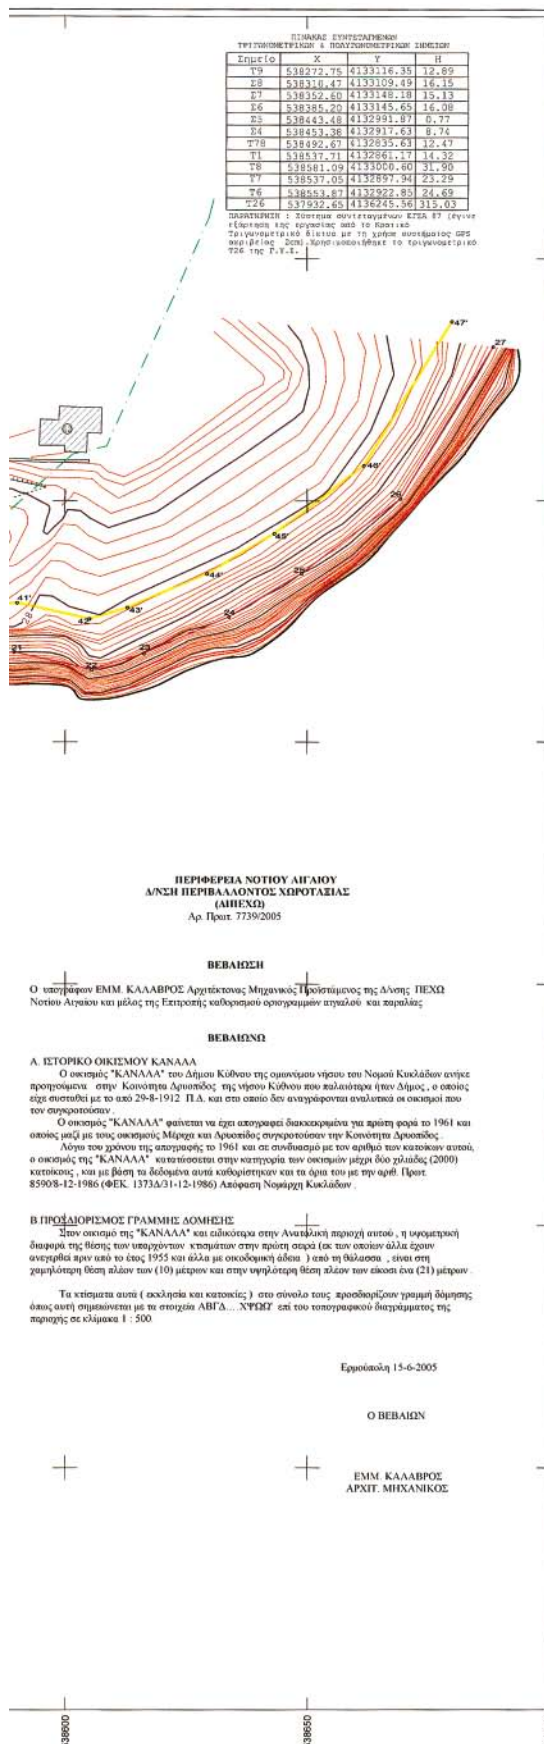 ΠΙΝΑΚΑΣ ΣΥΝΤΕΤΑΓΜΕΝΩΝ
ΤΡΙΓΩΝΟΜΕΤΡΙΚΩΝ & ΠΟΛΥΓΩΝΟΜΕΤΡΙΚΩΝ ΣΗΜΕΙΩΝ
Σημείο X Y H
T9 538272.75 4133116.35 12.89
Σ8 538310.47 4133109.49 16.15
Σ7 538352.60 4133148.18 15.13
Σ6 538385.20 4133145.65 16.08
Σ5 538443.48 4132991.87 0.77
Σ4 538453.38 4132917.63 8.74
T78 538492.67 4132835.63 12.47
T1 538537.71 4132861.17 14.32
T8 538581.09 4133000.60 31.90
T7 538537.05 4132897.94 23.29
T6 538553.87 4132922.85 24.69
T26 537932.65 4136245.56 315.03
ΠΑΡΑΤΗΡΗΣΗ : Σύστημα συντεταγμένων ΕΓΣΑ 87 (έγινε
εξάρτηση της εργασίας από το Κρατικό
Τριγωνομετρικό δίκτυο με τη χρήση συστήματος GPS
ακριβείας 2cm). Χρησιμοποιήθηκε το τριγωνομετρικό
T26 της Γ.Υ.Σ.
47'
27
46'
26
45'
44'
25
41'
43'
42'
28
24
21
23
22
ΠΕΡΙΦΕΡΕΙΑ ΝΟΤΙΟΥ ΑΙΓΑΙΟΥ
Δ/ΝΣΗ ΠΕΡΙΒΑΛΛΟΝΤΟΣ ΧΩΡΟΤΑΞΙΑΣ
(ΔΙΠΕΧΩ)
Αρ. Πρωτ. 7739/2005
ΒΕΒΑΙΩΣΗ
Ο υπογράφων ΕΜΜ. ΚΑΛΑΒΡΟΣ Αρχιτέκτονας Μηχανικός Προϊστάμενος της Δ/νσης ΠΕΧΩ
Νοτίου Αιγαίου και μέλος της Επιτροπής καθορισμού οριογραμμών αιγιαλού και παραλίας
ΒΕΒΑΙΩΝΩ
Α. ΙΣΤΟΡΙΚΟ ΟΙΚΙΣΜΟΥ ΚΑΝΑΛΑ
Ο οικισμός "ΚΑΝΑΛΑ" του Δήμου Κύθνου της ομωνύμου νήσου του Νομού Κυκλάδων ανήκε
προηγούμενα στην Κοινότητα Δρυοπίδος της νήσου Κύθνου που παλαιότερα ήταν Δήμος , ο οποίος
είχε συσταθεί με το από 29-8-1912 Π.Δ. και στο οποίο δεν αναγράφονται αναλυτικά οι οικισμοί που
τον συγκροτούσαν .
Ο οικισμός "ΚΑΝΑΛΑ" φαίνεται να έχει απογραφεί διακεκριμένα για πρώτη φορά το 1961 και
οποίος μαζί με τους οικισμούς Μέριχα και Δρυοπίδος συγκροτούσαν την Κοινότητα Δρυοπίδος .
Λόγω του χρόνου της απογραφής το 1961 και σε συνδυασμό με τον αριθμό των κατοίκων αυτού,
ο οικισμός της "ΚΑΝΑΛΑ" κατατάσσεται στην κατηγορία των οικισμών μέχρι δύο χιλιάδες (2000)
κατοίκους , και με βάση τα δεδομένα αυτά καθορίστηκαν και τα όρια του με την αριθ. Πρωτ.
8590/8-12-1986 (ΦΕΚ. 1373Δ/31-12-1986) Απόφαση Νομάρχη Κυκλάδων .
Β.ΠΡΟΣΔΙΟΡΙΣΜΟΣ ΓΡΑΜΜΗΣ ΔΟΜΗΣΗΣ
Στον οικισμό της "ΚΑΝΑΛΑ" και ειδικότερα στην Ανατολική περιοχή αυτού , η υψομετρική
διαφορά της θέσης των υπαρχόντων κτισμάτων στην πρώτη σειρά (εκ των οποίων άλλα έχουν
ανεγερθεί πριν από το έτος 1955 και άλλα με οικοδομική άδεια ) από τη θάλασσα , είναι στη
χαμηλότερη θέση πλέον των (10) μέτρων και στην υψηλότερη θέση πλέον των είκοσι ένα (21) μέτρων .
Τα κτίσματα αυτά ( εκκλησία και κατοικίες ) στο σύνολο τους προσδιορίζουν γραμμή δόμησης
όπως αυτή σημειώνεται με τα στοιχεία ΑΒΓΔ....ΧΨΩΩ' επί του τοπογραφικού διαγράμματος της
περιοχής σε κλίμακα 1 : 500
Ερμούπολη 15-6-2005
Ο ΒΕΒΑΙΩΝ
ΕΜΜ. ΚΑΛΑΒΡΟΣ
ΑΡΧΙΤ. ΜΗΧΑΝΙΚΟΣ
538600
538650